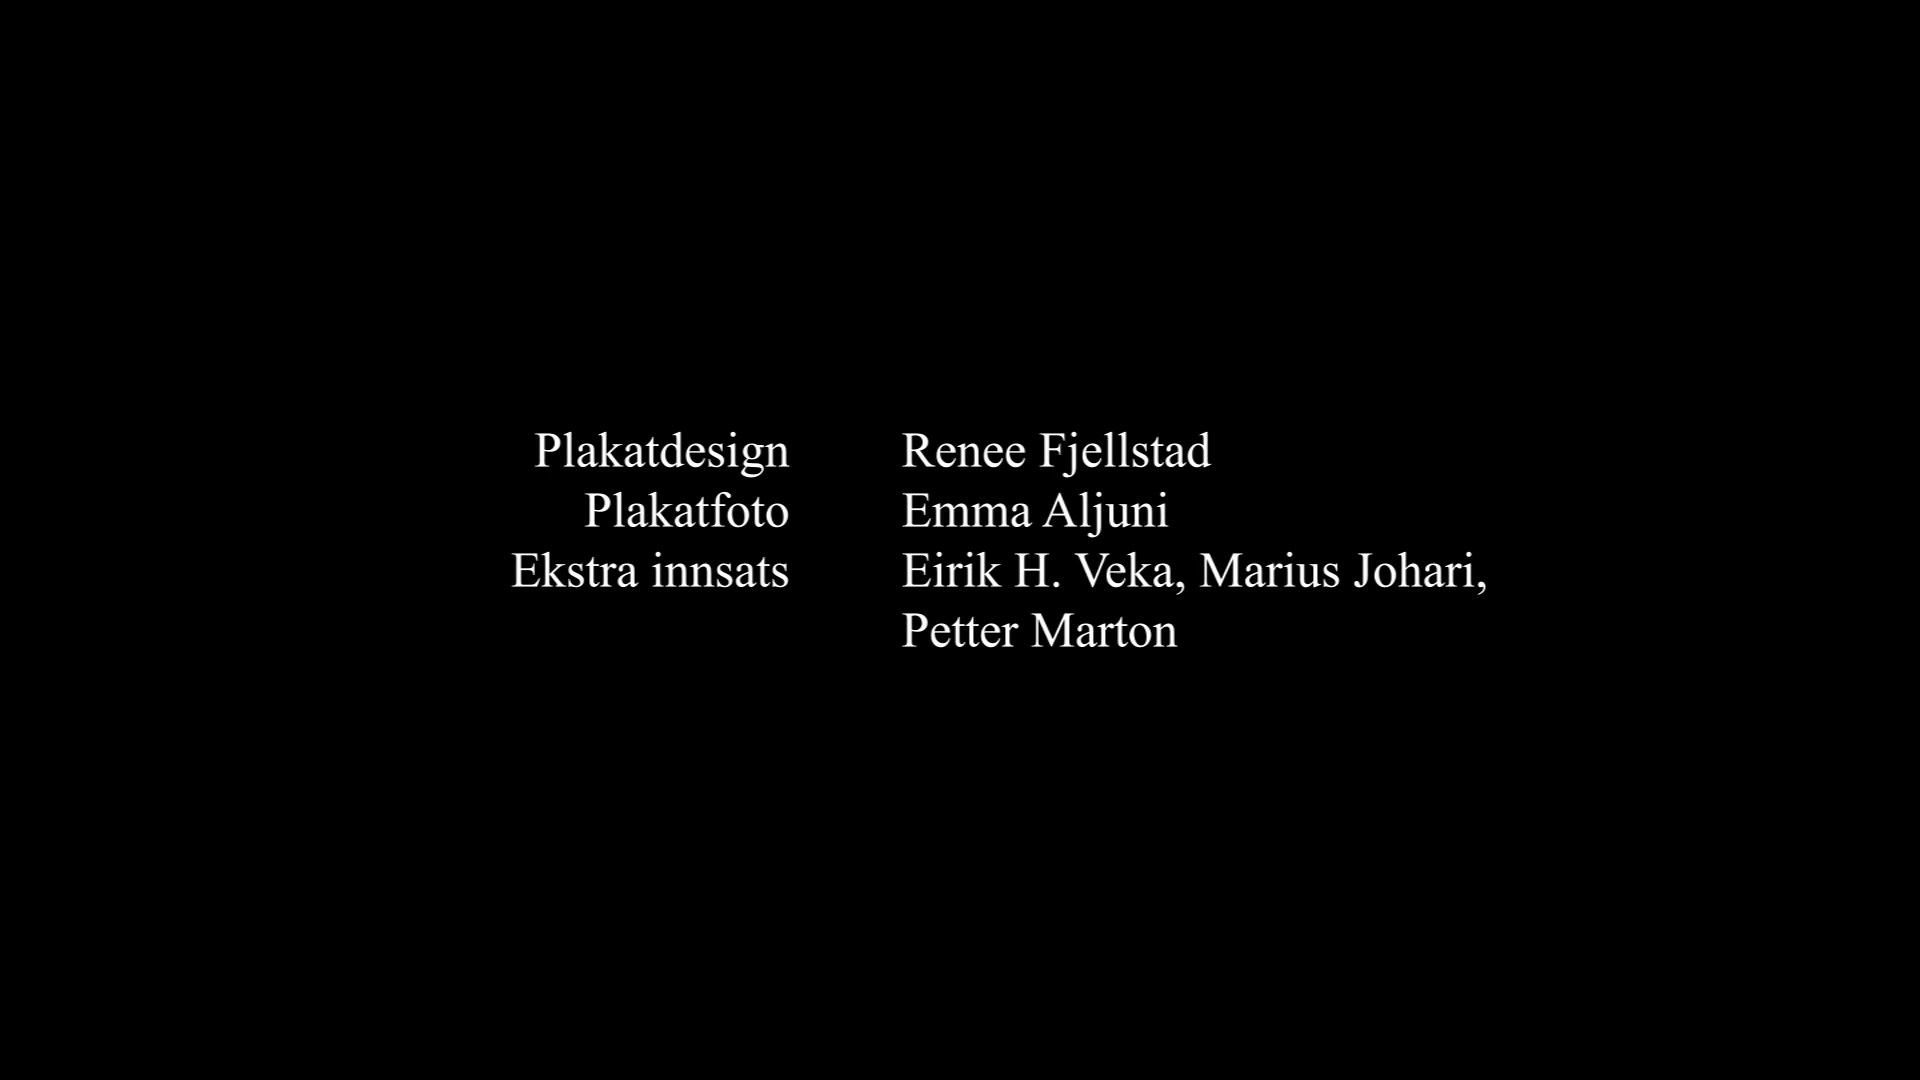 Plakatdesign Renee Fjellstad
Plakatfoto Emma Aljuni
Ekstra innsats Eirik H. Veka, Marius Johari,
Petter Marton